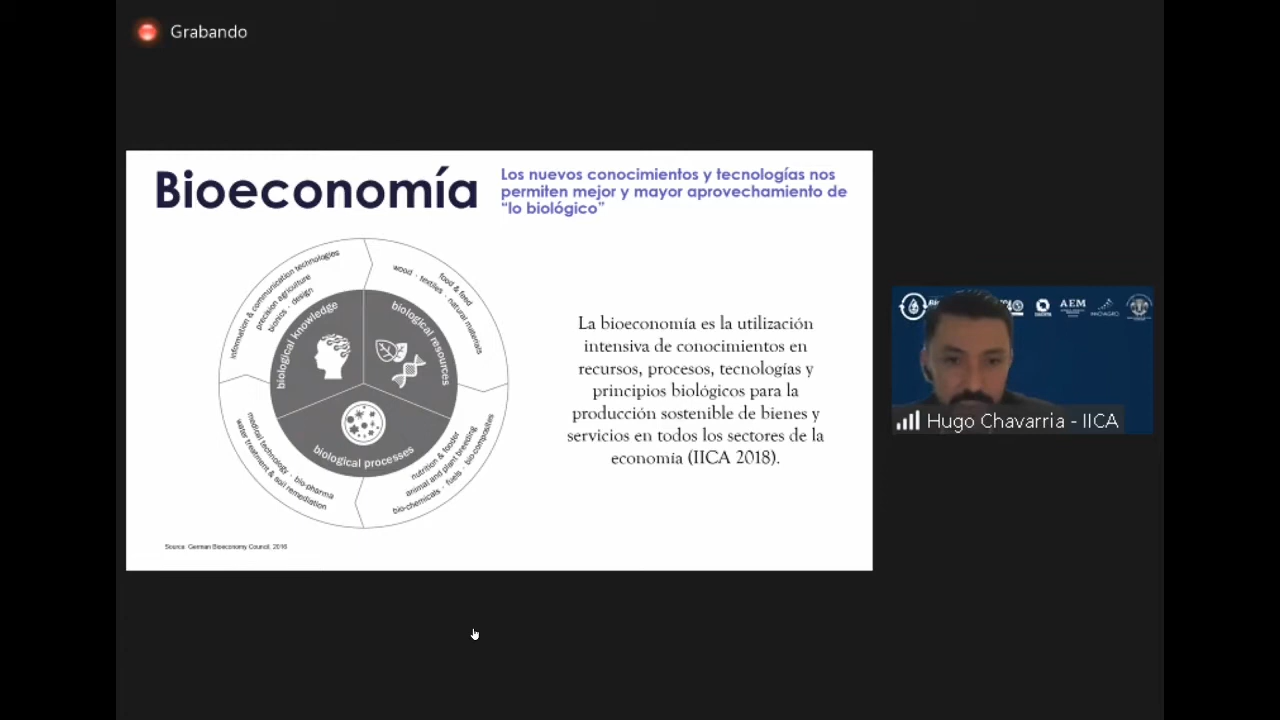 Grabando
Bioeconomía
Los nuevos conocimientos y tecnologías nos
permiten mejor y mayor aprovechamiento de
“lo biológico”
information & communication technologies
precision agriculture
bionics · design
food & feed
wood · textiles · natural materials
biological knowledge
biological resources
biological processes
medical technology · bio-pharma
water treatment & soil remediation
nutrition & fodder
animal and plant breeding
bio-chemicals · fuels · bio-composites
La bioeconomía es la utilización
intensiva de conocimientos en
recursos, procesos, tecnologías y
principios biológicos para la
producción sostenible de bienes y
servicios en todos los sectores de la
economía (IICA 2018).
Source: German Bioeconomy Council, 2016
AEM
INNOVAGRO
Hugo Chavarria - IICA